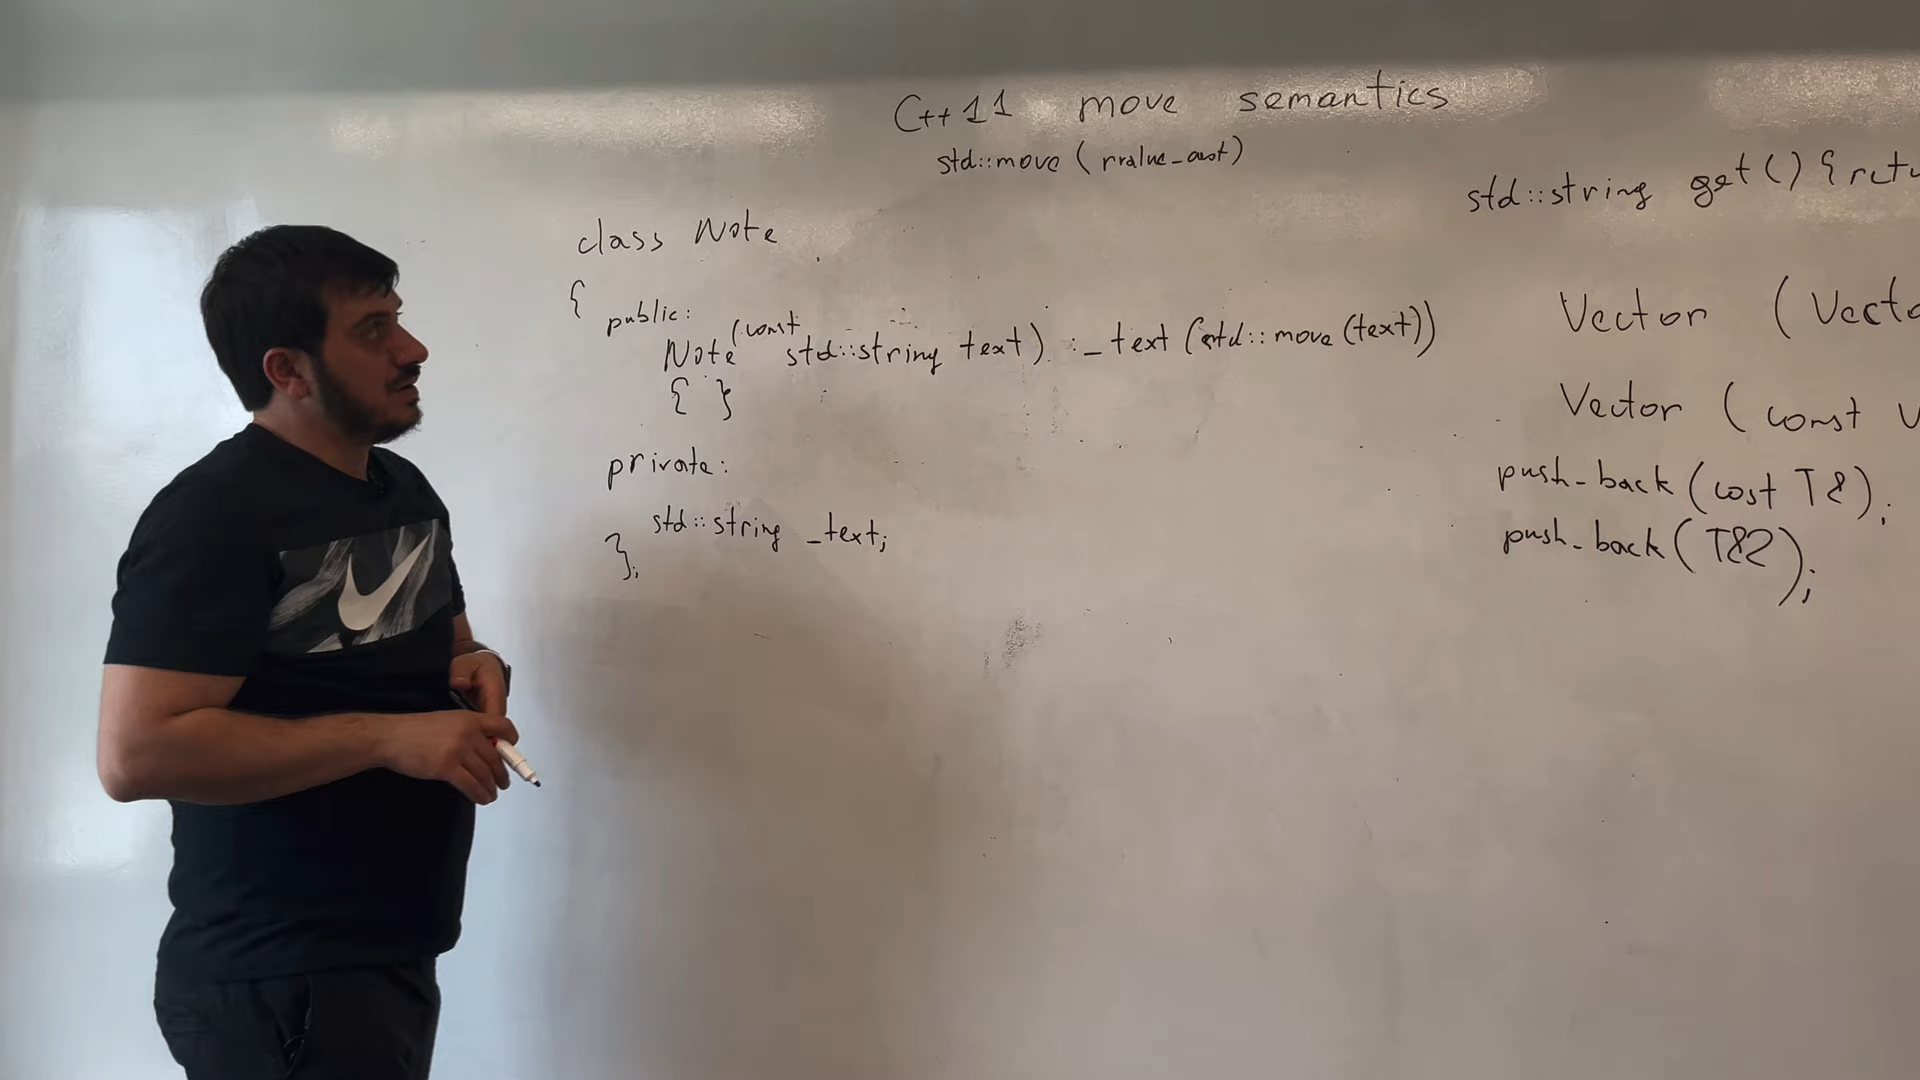 C++11 move semantics
std::move (rvalue_cast)
class Note
{
public:
Note (const std::string text) : _text (std::move (text))
{ }
private:
std::string _text;
};
std::string get() { retu
Vector (Vecto
Vector (const V
push_back (cost T &);
push_back (T&&);